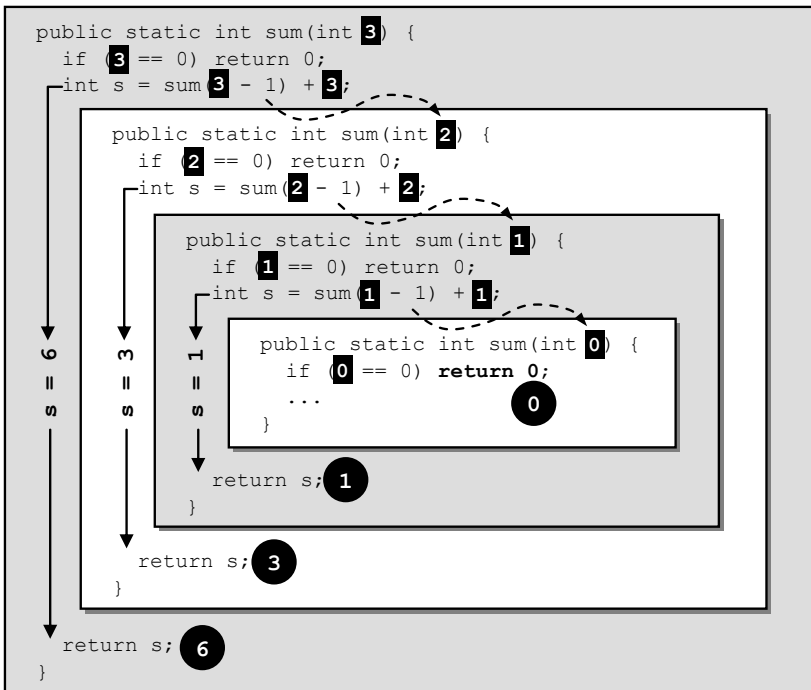 public static int sum(int 3) {
if (3 == 0) return 0;
int s = sum(3 - 1) + 3;
public static int sum(int 2) {
if (2 == 0) return 0;
int s = sum(2 - 1) + 2;
public static int sum(int 1) {
if (1 == 0) return 0;
int s = sum(1 - 1) + 1;
public static int sum(int 0) {
if (0 == 0) return 0;
...
0
}
s = 1
return s; 1
}
s = 3
return s; 3
}
s = 6
return s; 6
}